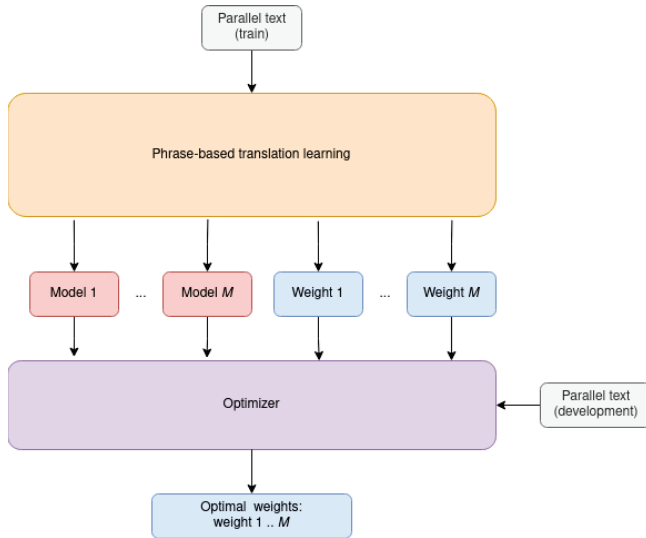 Parallel text
(train)
Phrase-based translation learning
Model 1
...
Model M
Weight 1
...
Weight M
Optimizer
Parallel text
(development)
Optimal weights:
weight 1 .. M